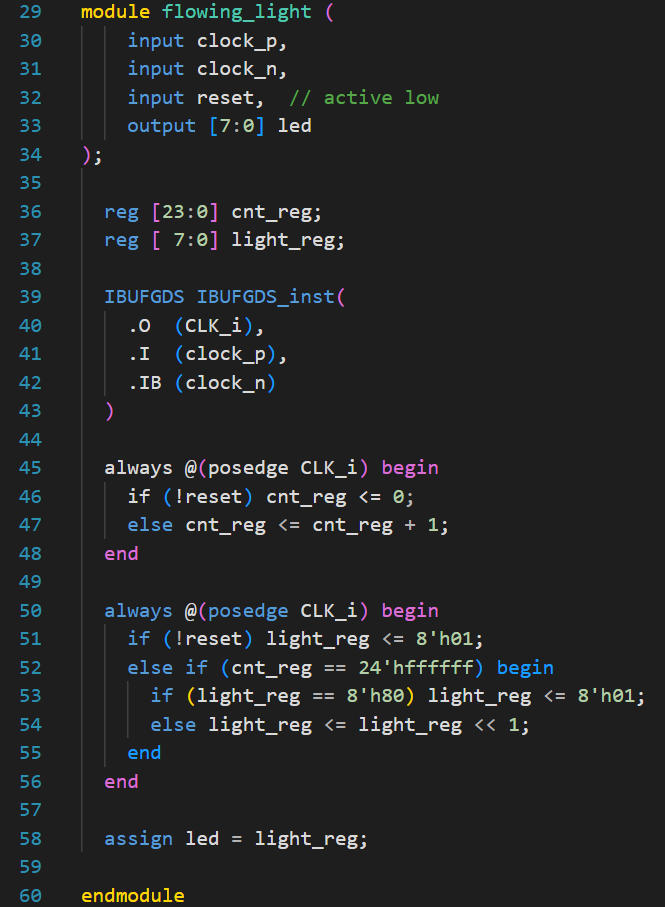 29 module flowing_light (
30     input clock_p,
31     input clock_n,
32     input reset,  // active low
33     output [7:0] led
34 );
35
36   reg [23:0] cnt_reg;
37   reg [ 7:0] light_reg;
38
39   IBUFGDS IBUFGDS_inst(
40     .O  (CLK_i),
41     .I  (clock_p),
42     .IB (clock_n)
43   )
44
45   always @(posedge CLK_i) begin
46     if (!reset) cnt_reg <= 0;
47     else cnt_reg <= cnt_reg + 1;
48   end
49
50   always @(posedge CLK_i) begin
51     if (!reset) light_reg <= 8'h01;
52     else if (cnt_reg == 24'hffffff) begin
53       if (light_reg == 8'h80) light_reg <= 8'h01;
54       else light_reg <= light_reg << 1;
55     end
56   end
57
58   assign led = light_reg;
59
60 endmodule